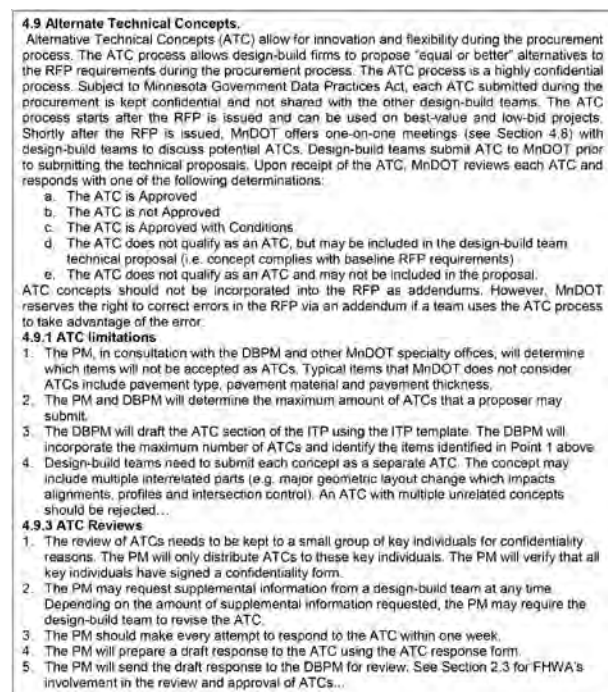 4.9 Alternate Technical Concepts.
Alternative Technical Concepts (ATC) allow for innovation and flexibility during the procurement
process. The ATC process allows design-build firms to propose "equal or better" alternatives to
the RFP requirements during the procurement process. The ATC process is a highly confidential
process. Subject to Minnesota Government Data Practices Act, each ATC submitted during the
procurement is kept confidential and not shared with the other design-build teams. The ATC
process starts after the RFP is issued and can be used on best-value and low-bid projects.
Shortly after the RFP is issued, MnDOT offers one-on-one meetings (see Section 4.8) with
design-build teams to discuss potential ATCs. Design-build teams submit ATC to MnDOT prior
to submitting the technical proposals. Upon receipt of the ATC, MnDOT reviews each ATC and
responds with one of the following determinations:
a. The ATC is Approved
b. The ATC is not Approved
c. The ATC is Approved with Conditions
d. The ATC does not qualify as an ATC, but may be included in the design-build team
technical proposal (i.e. concept complies with baseline RFP requirements)
e. The ATC does not qualify as an ATC and may not be included in the proposal.
ATC concepts should not be incorporated into the RFP as addendums. However, MnDOT
reserves the right to correct errors in the RFP via an addendum if a team uses the ATC process
to take advantage of the error.
4.9.1 ATC limitations
1. The PM, in consultation with the DBPM and other MnDOT specialty offices, will determine
which items will not be accepted as ATCs. Typical items that MnDOT does not consider
ATCs include pavement type, pavement material and pavement thickness.
2. The PM and DBPM will determine the maximum amount of ATCs that a proposer may
submit.
3. The DBPM will draft the ATC section of the ITP using the ITP template. The DBPM will
incorporate the maximum number of ATCs and identify the items identified in Point 1 above
4. Design-build teams need to submit each concept as a separate ATC. The concept may
include multiple interrelated parts (e.g. major geometric layout change which impacts
alignments, profiles and intersection control). An ATC with multiple unrelated concepts
should be rejected...
4.9.3 ATC Reviews
1. The review of ATCs needs to be kept to a small group of key individuals for confidentiality
reasons. The PM will only distribute ATCs to these key individuals. The PM will verify that all
key individuals have signed a confidentiality form.
2. The PM may request supplemental information from a design-build team at any time.
Depending on the amount of supplemental information requested, the PM may require the
design-build team to revise the ATC.
3. The PM should make every attempt to respond to the ATC within one week.
4. The PM will prepare a draft response to the ATC using the ATC response form.
5. The PM will send the draft response to the DBPM for review. See Section 2.3 for FHWA's
involvement in the review and approval of ATCs...